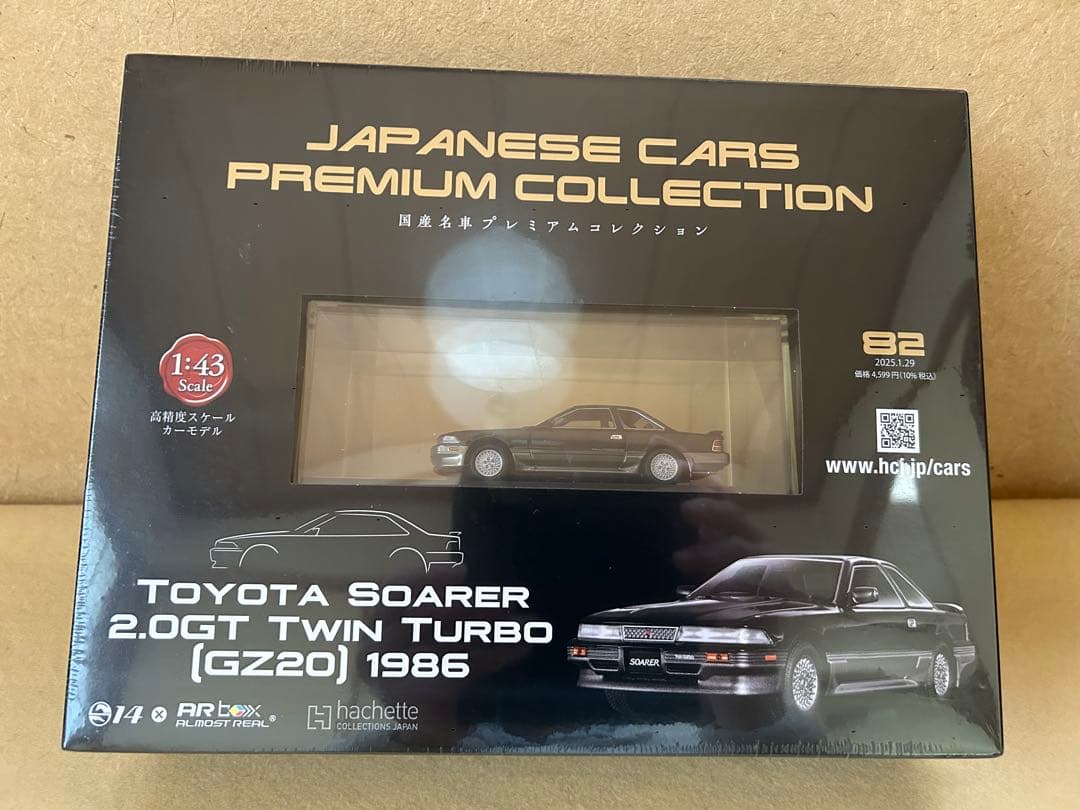 JAPANESE CARS
PREMIUM COLLECTION
国産名車プレミアムコレクション
1:43
Scale
高精度スケール
カーモデル
82
2025.1.29
価格 4,599円(10%税込)
www.hcj.jp/cars
TOYOTA SOARER
2.0GT TWIN TURBO
(GZ20) 1986
SOARER
14 × AR box
ALMOST REAL®
hachette
COLLECTIONS JAPAN